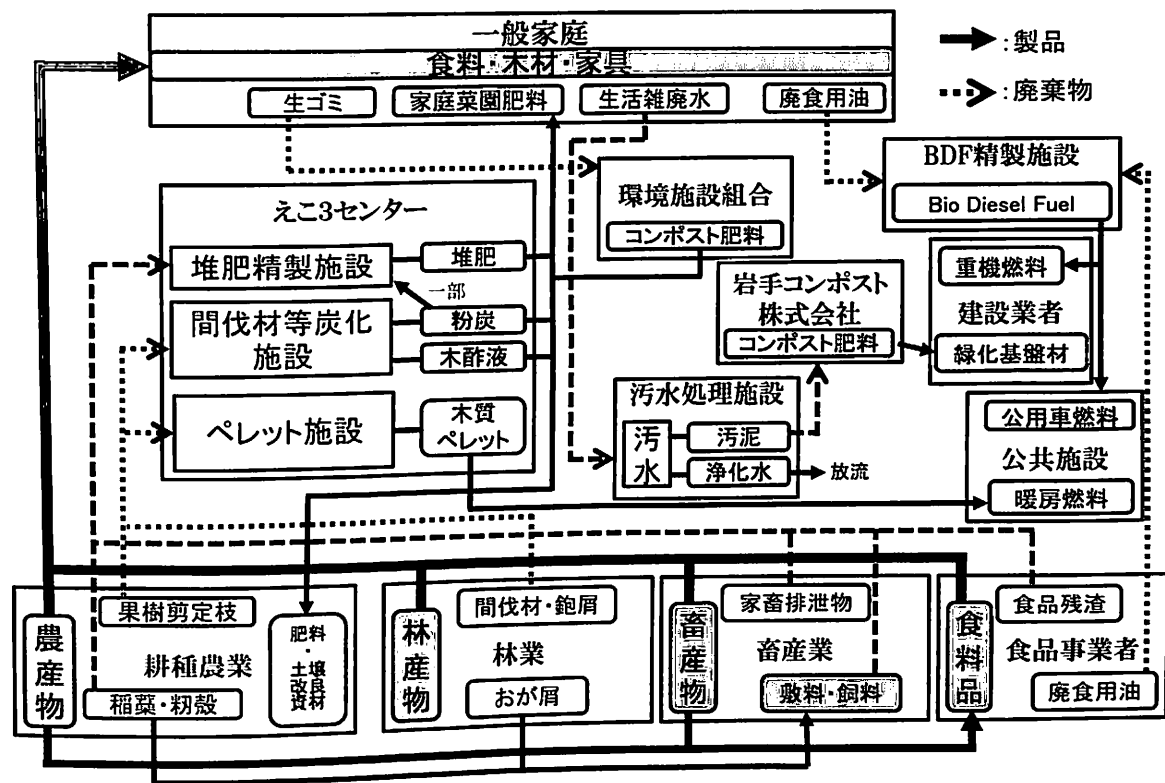 一般家庭
食料・木材・家具
生ゴミ
家庭菜園肥料
生活雑廃水
廃食用油
:製品
:廃棄物
BDF精製施設
Bio Diesel Fuel
環境施設組合
コンポスト肥料
えこ3センター
堆肥精製施設
堆肥
一部
間伐材等炭化
施設
粉炭
木酢液
ペレット施設
木質
ペレット
岩手コンポスト
株式会社
コンポスト肥料
重機燃料
建設業者
緑化基盤材
汚水処理施設
汚水
汚泥
浄化水
放流
公用車燃料
公共施設
暖房燃料
農産物
果樹剪定枝
耕種農業
稲藁・籾殻
肥料・土壌改良資材
林産物
間伐材・鉋屑
林業
おが屑
畜産物
家畜排泄物
畜産業
敷料・飼料
食料品
食品残渣
食品事業者
廃食用油